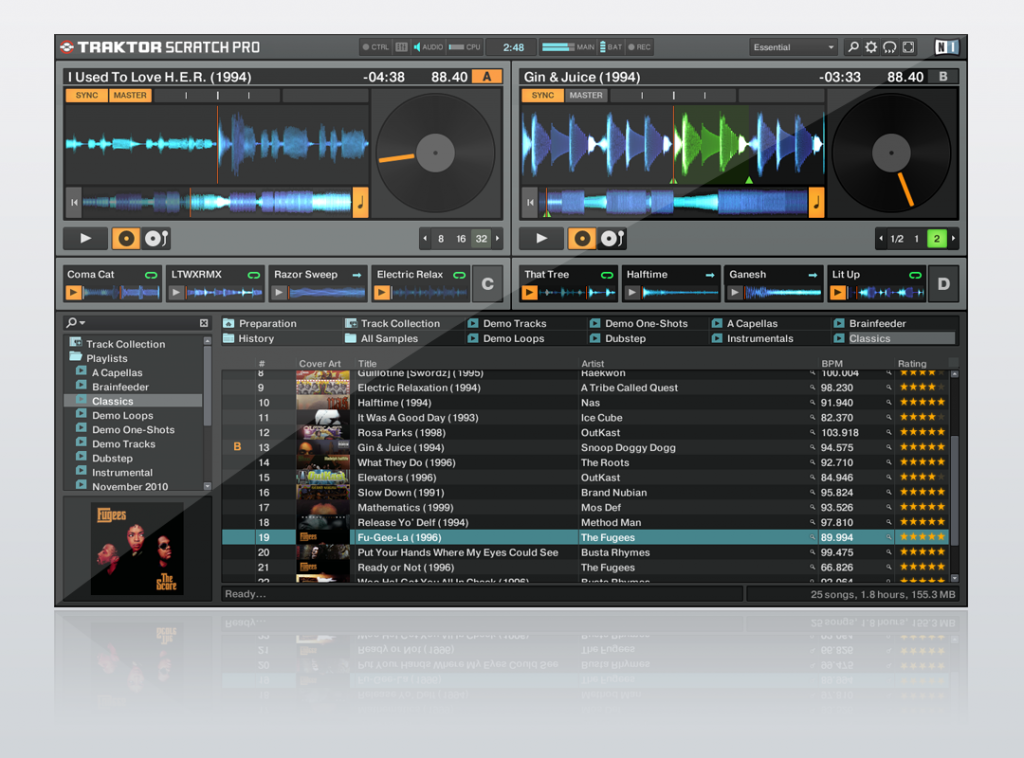 TRAKTOR SCRATCH PRO CTRL AUDIO CPU 2:48 MAIN BAT REC Essential NI
I Used To Love H.E.R. (1994) -04:38 88.40 A
Gin & Juice (1994) -03:33 88.40 B
SYNC MASTER
SYNC MASTER
8 16 32
1/2 1 2
Coma Cat LTWXRMX Razor Sweep Electric Relax C
That Tree Halftime Ganesh Lit Up D
Preparation Track Collection Demo Tracks Demo One-Shots A Capellas Brainfeeder
History All Samples Demo Loops Dubstep Instrumentals Classics
Track Collection
Playlists
A Capellas
Brainfeeder
Classics
Demo Loops
Demo One-Shots
Demo Tracks
Dubstep
Instrumental
November 2010
Fugees
The Score
# Cover Art Title Artist BPM Rating
8 Guillotine [Swordz] (1995) Raekwon 100.004
9 Electric Relaxation (1994) A Tribe Called Quest 98.230
10 Halftime (1994) Nas 91.940
11 It Was A Good Day (1993) Ice Cube 82.370
12 Rosa Parks (1998) OutKast 103.918
B 13 Gin & Juice (1994) Snoop Doggy Dogg 94.575
14 What They Do (1996) The Roots 92.710
15 Elevators (1996) OutKast 84.946
16 Slow Down (1991) Brand Nubian 95.824
17 Mathematics (1999) Mos Def 93.526
18 Release Yo' Delf (1994) Method Man 97.810
19 Fu-Gee-La (1996) The Fugees 89.994
20 Put Your Hands Where My Eyes Could See Busta Rhymes 99.475
21 Ready or Not (1996) The Fugees 66.826
22 Woo Ha! Got You All In Check (1996) Busta Rhymes 92.064
Ready... 25 songs, 1.8 hours, 155.3 MB